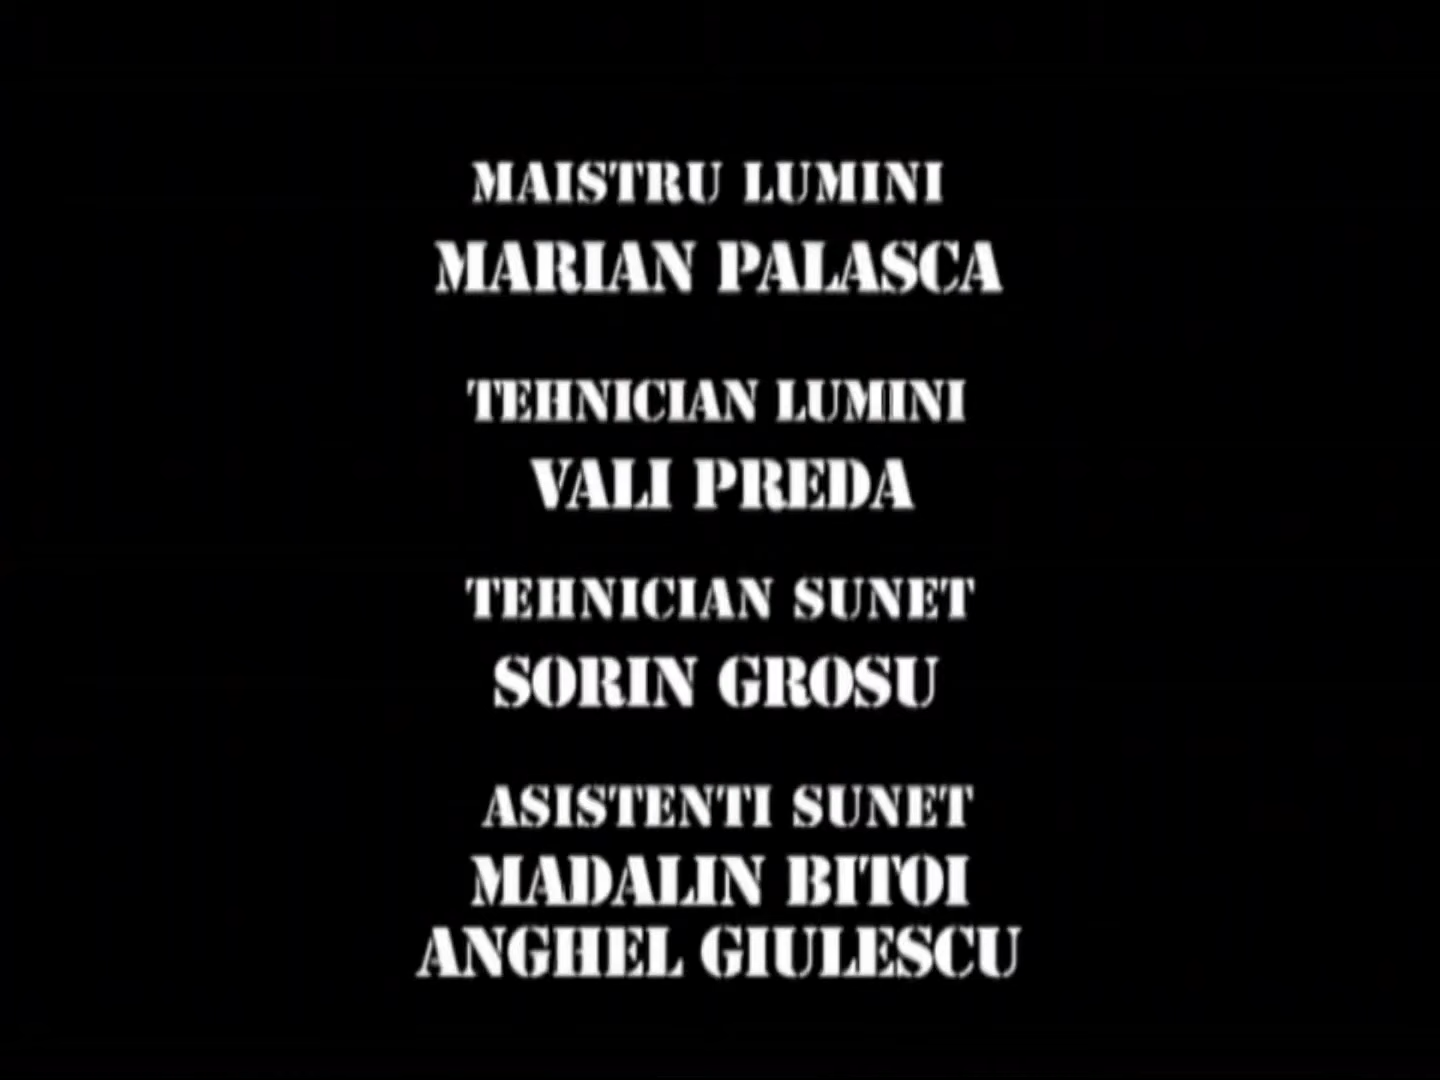 MAISTRU LUMINI
MARIAN PALASCA
TEHNICIAN LUMINI
VALI PREDA
TEHNICIAN SUNET
SORIN GROSU
ASISTENTI SUNET
MADALIN BITOI
ANGHEL GIULESCU